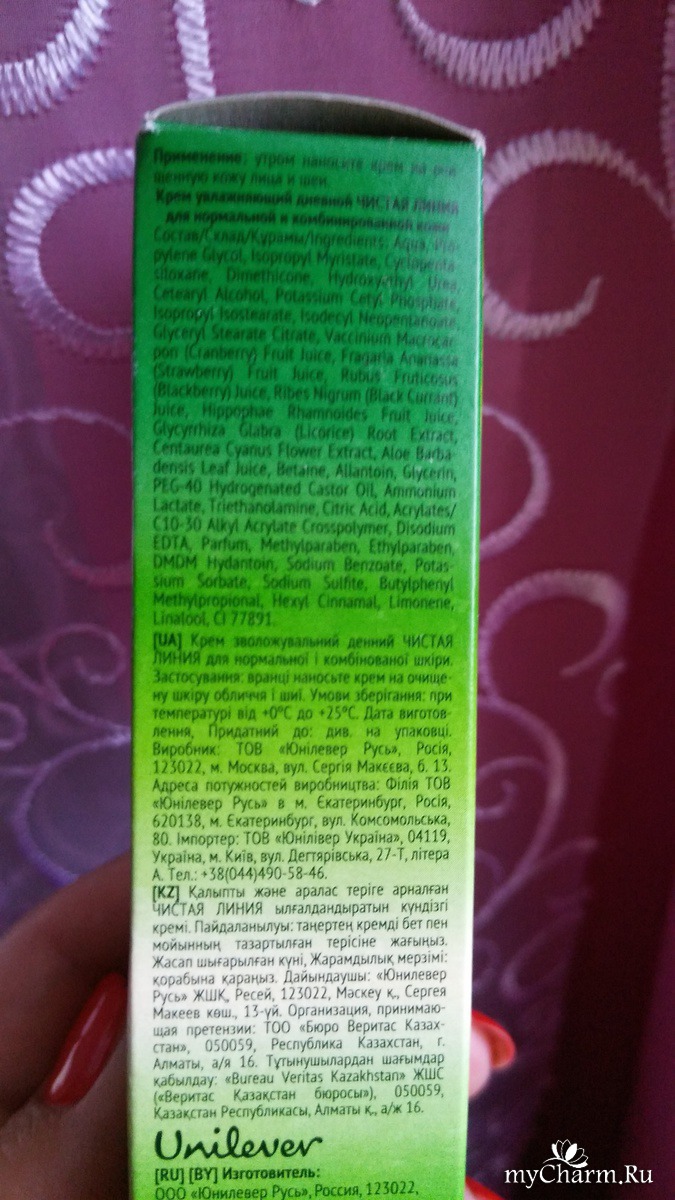 Применение: утром наносите крем на очи-
щенную кожу лица и шеи.
Крем увлажняющий дневной ЧИСТАЯ ЛИНИЯ
для нормальной и комбинированной кожи
Состав/Склад/Құрамы/Ingredients: Aqua, Pro-
pylene Glycol, Isopropyl Myristate, Cyclopenta-
siloxane, Dimethicone, Hydroxyethyl Urea,
Cetearyl Alcohol, Potassium Cetyl Phosphate,
Isopropyl Isostearate, Isodecyl Neopentanoate,
Glyceryl Stearate Citrate, Vaccinium Macrocar-
pon (Cranberry) Fruit Juice, Fragaria Ananassa
(Strawberry) Fruit Juice, Rubus Fruticosus
(Blackberry) Juice, Ribes Nigrum (Black Currant)
Juice, Hippophae Rhamnoides Fruit Juice,
Glycyrrhiza Glabra (Licorice) Root Extract,
Centaurea Cyanus Flower Extract, Aloe Barba-
densis Leaf Juice, Betaine, Allantoin, Glycerin,
PEG-40 Hydrogenated Castor Oil, Ammonium
Lactate, Triethanolamine, Citric Acid, Acrylates/
C10-30 Alkyl Acrylate Crosspolymer, Disodium
EDTA, Parfum, Methylparaben, Ethylparaben,
DMDM Hydantoin, Sodium Benzoate, Potas-
sium Sorbate, Sodium Sulfite, Butylphenyl
Methylpropional, Hexyl Cinnamal, Limonene,
Linalool, CI 77891.
[UA] Крем зволожувальний денний ЧИСТАЯ
ЛИНИЯ для нормальної і комбінованої шкіри.
Застосування: вранці наносьте крем на очище-
ну шкіру обличчя і шиї. Умови зберігання: при
температурі від +0°С до +25°С. Дата виготов-
лення, Придатний до: див. на упаковці.
Виробник: ТОВ «Юнілевер Русь», Росія,
123022, м. Москва, вул. Сергія Макеєва, б. 13.
Адреса потужностей виробництва: Філія ТОВ
«Юнілевер Русь» в м. Єкатеринбург, Росія,
620138, м. Єкатеринбург, вул. Комсомольська,
80. Імпортер: ТОВ «Юнілівер Україна», 04119,
Україна, м. Київ, вул. Дегтярівська, 27-Т, літера
А. Тел.: +38(044)490-58-46.
[KZ] Қалыпты және аралас теріге арналған
ЧИСТАЯ ЛИНИЯ ылғалдандыратын күндізгі
кремі. Пайдаланылуы: таңертең кремді бет пен
мойынның тазартылған терісіне жағыңыз.
Жасап шығарылған күні, Жарамдылық мерзімі:
қорабына қараңыз. Дайындаушы: «Юнилевер
Русь» ЖШҚ, Ресей, 123022, Мәскеу қ., Сергея
Макеев көш., 13-үй. Организация, принимаю-
щая претензии: ТОО «Бюро Веритас Казах-
стан», 050059, Республика Казахстан, г.
Алматы, а/я 16. Тұтынушылардан шағымдар
қабылдау: «Bureau Veritas Kazakhstan» ЖШС
(«Веритас Қазақстан бюросы»), 050059,
Қазақстан Республикасы, Алматы қ., а/ж 16.
Unilever
[RU] [BY] Изготовитель:
ООО «Юнилевер Русь», Россия, 123022,
myCharm.Ru